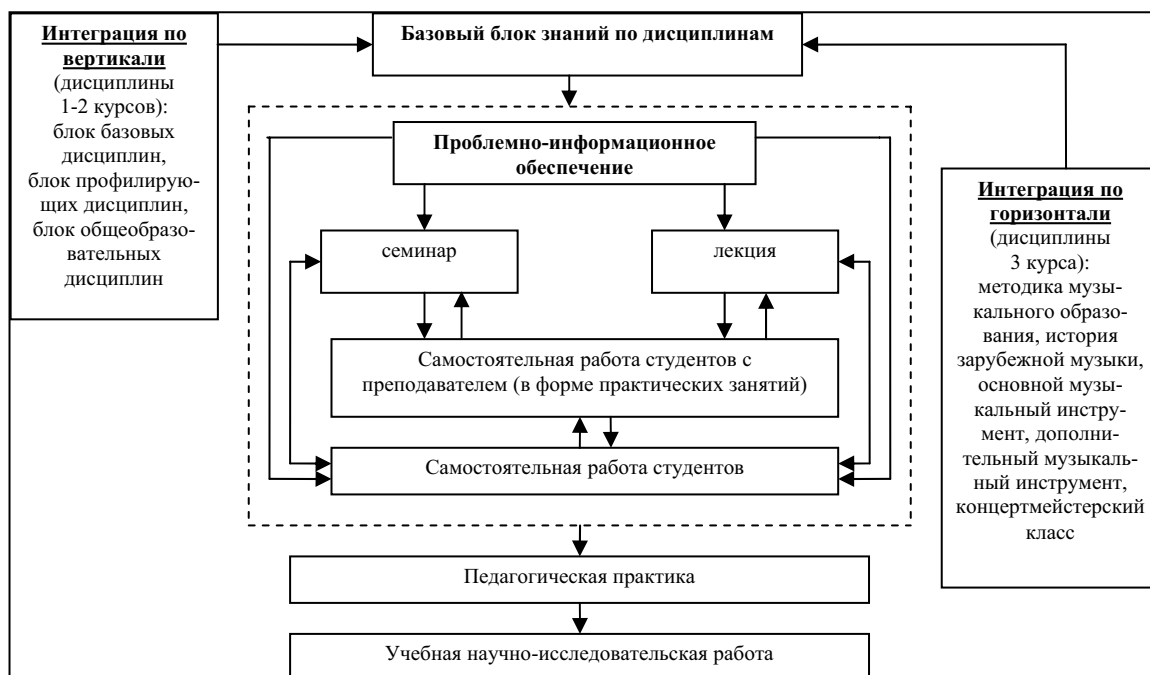 Интеграция по
вертикали
(дисциплины
1-2 курсов):
блок базовых
дисциплин,
блок профилирую-
щих дисциплин,
блок общеобразо-
вательных
дисциплин
Базовый блок знаний по дисциплинам
Проблемно-информационное
обеспечение
семинар
лекция
Самостоятельная работа студентов с
преподавателем (в форме практических занятий)
Самостоятельная работа студентов
Педагогическая практика
Учебная научно-исследовательская работа
Интеграция по
горизонтали
(дисциплины
3 курса):
методика музы-
кального образо-
вания, история
зарубежной музыки,
основной музы-
кальный инстру-
мент, дополни-
тельный музыкаль-
ный инструмент,
концертмейстерский
класс